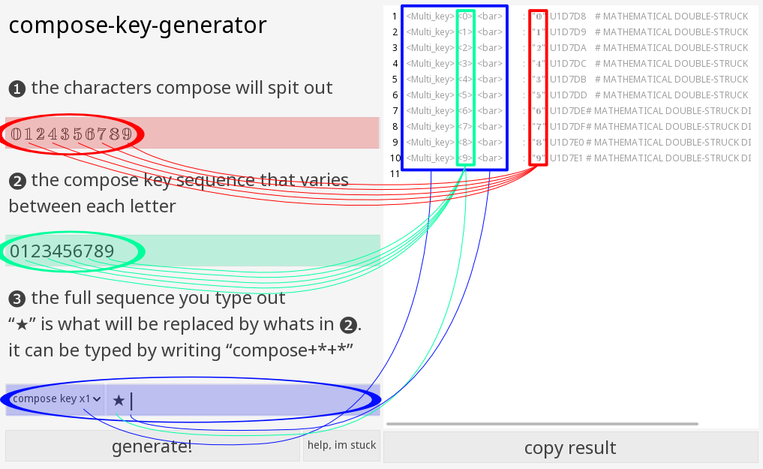 compose-key-generator
❶ the characters compose will spit out
𝟘𝟙𝟚𝟜𝟛𝟝𝟞𝟟𝟠𝟡
❷ the compose key sequence that varies
between each letter
0123456789
❸ the full sequence you type out
“★” is what will be replaced by whats in ❷.
it can be typed by writing “compose+*+*”
compose key x1 ★|
generate! help, im stuck
1 <Multi_key> <0> <bar> : "𝟘" U1D7D8 # MATHEMATICAL DOUBLE-STRUCK
2 <Multi_key> <1> <bar> : "𝟙" U1D7D9 # MATHEMATICAL DOUBLE-STRUCK
3 <Multi_key> <2> <bar> : "𝟚" U1D7DA # MATHEMATICAL DOUBLE-STRUCK
4 <Multi_key> <3> <bar> : "𝟜" U1D7DC # MATHEMATICAL DOUBLE-STRUCK
5 <Multi_key> <4> <bar> : "𝟛" U1D7DB # MATHEMATICAL DOUBLE-STRUCK
6 <Multi_key> <5> <bar> : "𝟝" U1D7DD # MATHEMATICAL DOUBLE-STRUCK
7 <Multi_key> <6> <bar> : "𝟞" U1D7DE# MATHEMATICAL DOUBLE-STRUCK DI
8 <Multi_key> <7> <bar> : "𝟟" U1D7DF# MATHEMATICAL DOUBLE-STRUCK DI
9 <Multi_key> <8> <bar> : "𝟠" U1D7E0 # MATHEMATICAL DOUBLE-STRUCK DI
10 <Multi_key> <9> <bar> : "𝟡" U1D7E1 # MATHEMATICAL DOUBLE-STRUCK DI
11
copy result